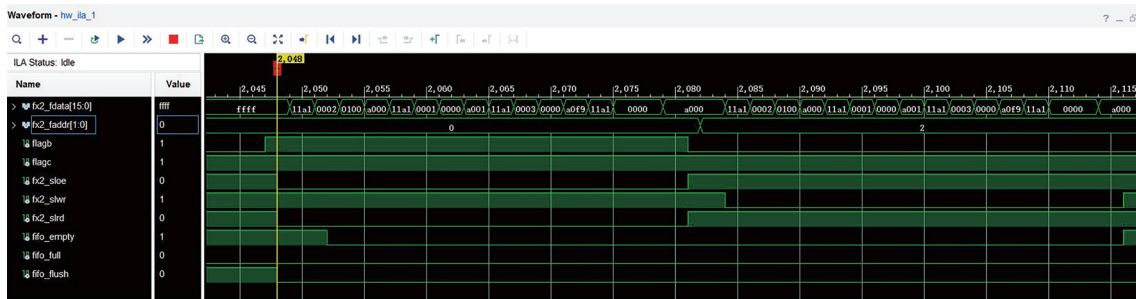 Waveform - hw_ila_1
ILA Status: Idle
2,048
Name Value
2,045 2,050 2,055 2,060 2,065 2,070 2,075 2,080 2,085 2,090 2,095 2,100 2,105 2,110 2,115
fx2_fdata[15:0] ffff ffff 11a1 0002 0100 a000 11a1 0001 0000 a001 11a1 0003 0000 a0f9 11a1 0000 a000 11a1 0002 0100 a000 11a1 0001 0000 a001 11a1 0003 0000 a0f9 11a1 0000 a000
fx2_faddr[1:0] 0 0 2
flagb 1
flagc 1
fx2_sloe 0
fx2_slwr 1
fx2_slrd 0
fifo_empty 1
fifo_full 0
fifo_flush 0